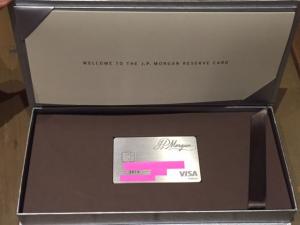 WELCOME TO THE J.P. MORGAN RESERVE CARD
J.P.Morgan
VISA